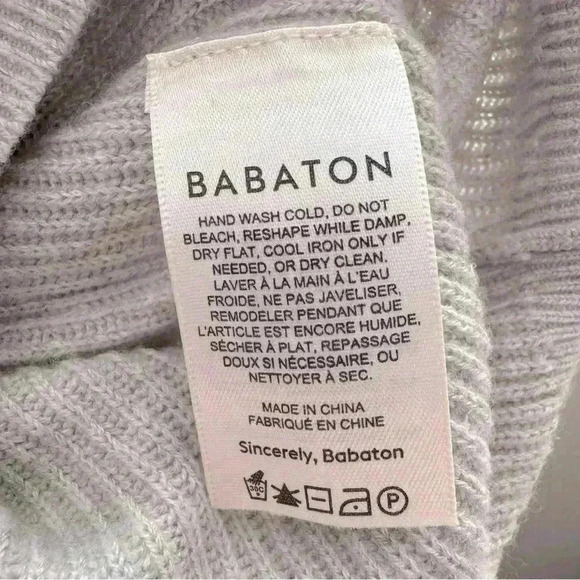 BABATON
HAND WASH COLD, DO NOT
BLEACH, RESHAPE WHILE DAMP,
DRY FLAT, COOL IRON ONLY IF
NEEDED, OR DRY CLEAN.
LAVER À LA MAIN À L'EAU
FROIDE, NE PAS JAVELISER,
REMODELER PENDANT QUE
L'ARTICLE EST ENCORE HUMIDE,
SÉCHER À PLAT, REPASSAGE
DOUX SI NÉCESSAIRE, OU
NETTOYER À SEC.
MADE IN CHINA
FABRIQUÉ EN CHINE
Sincerely, Babaton
30C P